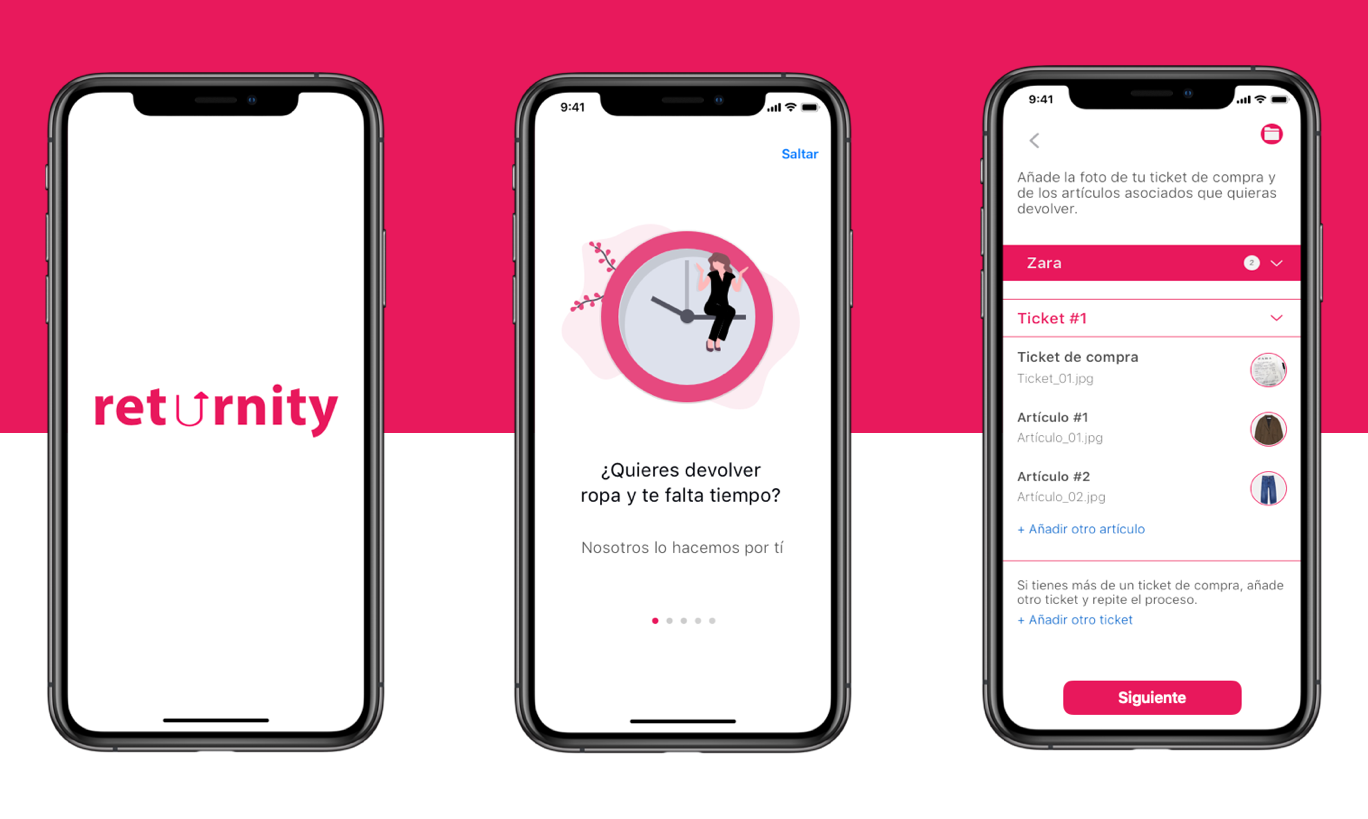 returnity
9:41
Saltar
¿Quieres devolver
ropa y te falta tiempo?
Nosotros lo hacemos por tí
9:41
Añade la foto de tu ticket de compra y
de los artículos asociados que quieras
devolver.
Zara 2
Ticket #1
Ticket de compra
Ticket_01.jpg
Artículo #1
Artículo_01.jpg
Artículo #2
Artículo_02.jpg
+ Añadir otro artículo
Si tienes más de un ticket de compra, añade
otro ticket y repite el proceso.
+ Añadir otro ticket
Siguiente